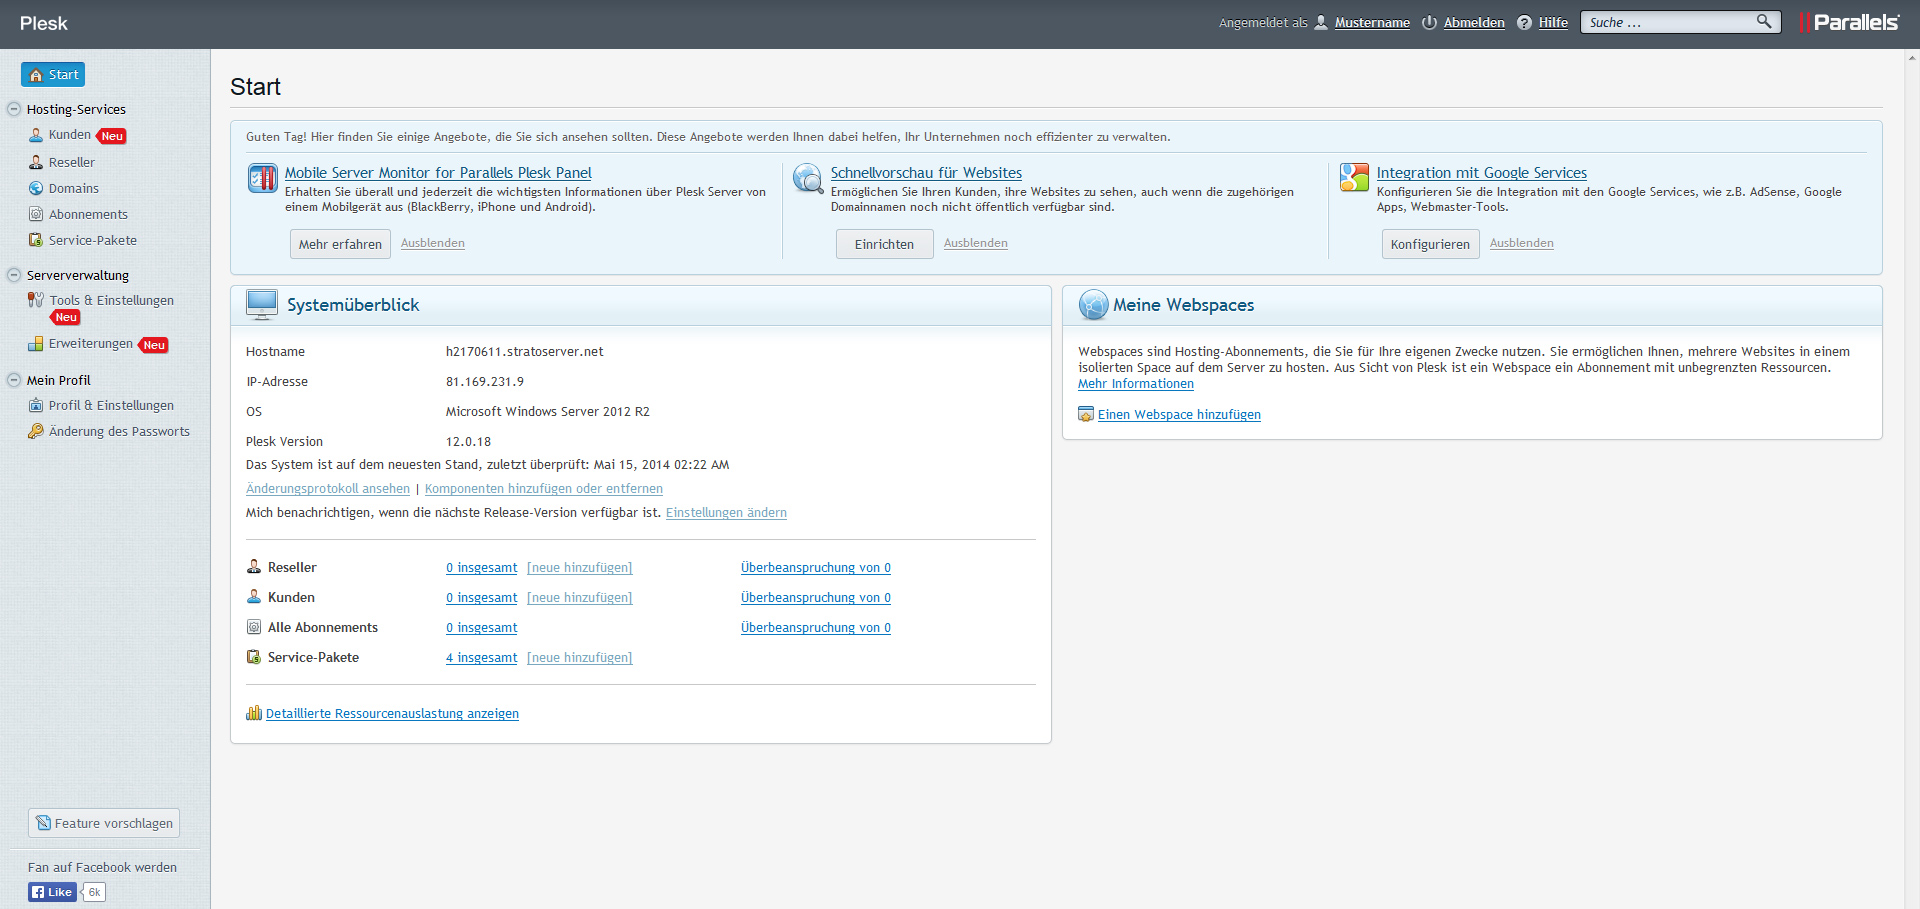 Plesk
Angemeldet als Mustername Abmelden Hilfe Suche ... Parallels
Start
Hosting-Services
Kunden Neu
Reseller
Domains
Abonnements
Service-Pakete
Serververwaltung
Tools & Einstellungen
Neu
Erweiterungen Neu
Mein Profil
Profil & Einstellungen
Änderung des Passworts
Feature vorschlagen
Fan auf Facebook werden
Like 6k
Start
Guten Tag! Hier finden Sie einige Angebote, die Sie sich ansehen sollten. Diese Angebote werden Ihnen dabei helfen, Ihr Unternehmen noch effizienter zu verwalten.
Mobile Server Monitor for Parallels Plesk Panel
Erhalten Sie überall und jederzeit die wichtigsten Informationen über Plesk Server von
einem Mobilgerät aus (BlackBerry, iPhone und Android).
Mehr erfahren Ausblenden
Schnellvorschau für Websites
Ermöglichen Sie Ihren Kunden, ihre Websites zu sehen, auch wenn die zugehörigen
Domainnamen noch nicht öffentlich verfügbar sind.
Einrichten Ausblenden
Integration mit Google Services
Konfigurieren Sie die Integration mit den Google Services, wie z.B. AdSense, Google
Apps, Webmaster-Tools.
Konfigurieren Ausblenden
Systemüberblick
Hostname h2170611.stratoserver.net
IP-Adresse 81.169.231.9
OS Microsoft Windows Server 2012 R2
Plesk Version 12.0.18
Das System ist auf dem neuesten Stand, zuletzt überprüft: Mai 15, 2014 02:22 AM
Änderungsprotokoll ansehen | Komponenten hinzufügen oder entfernen
Mich benachrichtigen, wenn die nächste Release-Version verfügbar ist. Einstellungen ändern
Reseller 0 insgesamt [neue hinzufügen] Überbeanspruchung von 0
Kunden 0 insgesamt [neue hinzufügen] Überbeanspruchung von 0
Alle Abonnements 0 insgesamt Überbeanspruchung von 0
Service-Pakete 4 insgesamt [neue hinzufügen]
Detaillierte Ressourcenauslastung anzeigen
Meine Webspaces
Webspaces sind Hosting-Abonnements, die Sie für Ihre eigenen Zwecke nutzen. Sie ermöglichen Ihnen, mehrere Websites in einem
isolierten Space auf dem Server zu hosten. Aus Sicht von Plesk ist ein Webspace ein Abonnement mit unbegrenzten Ressourcen.
Mehr Informationen
Einen Webspace hinzufügen